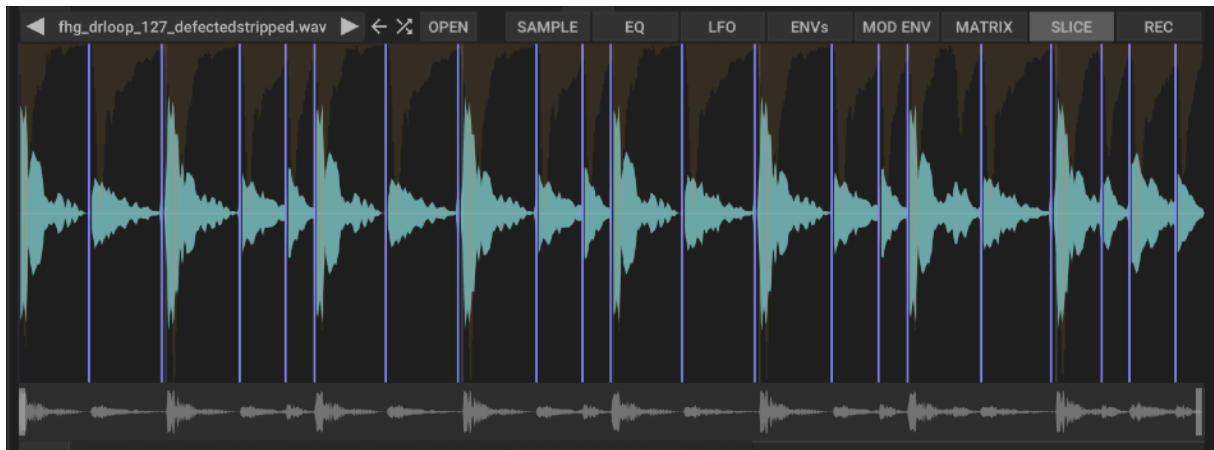 fhg_drloop_127_defectedstripped.wav OPEN SAMPLE EQ LFO ENVs MOD ENV MATRIX SLICE REC